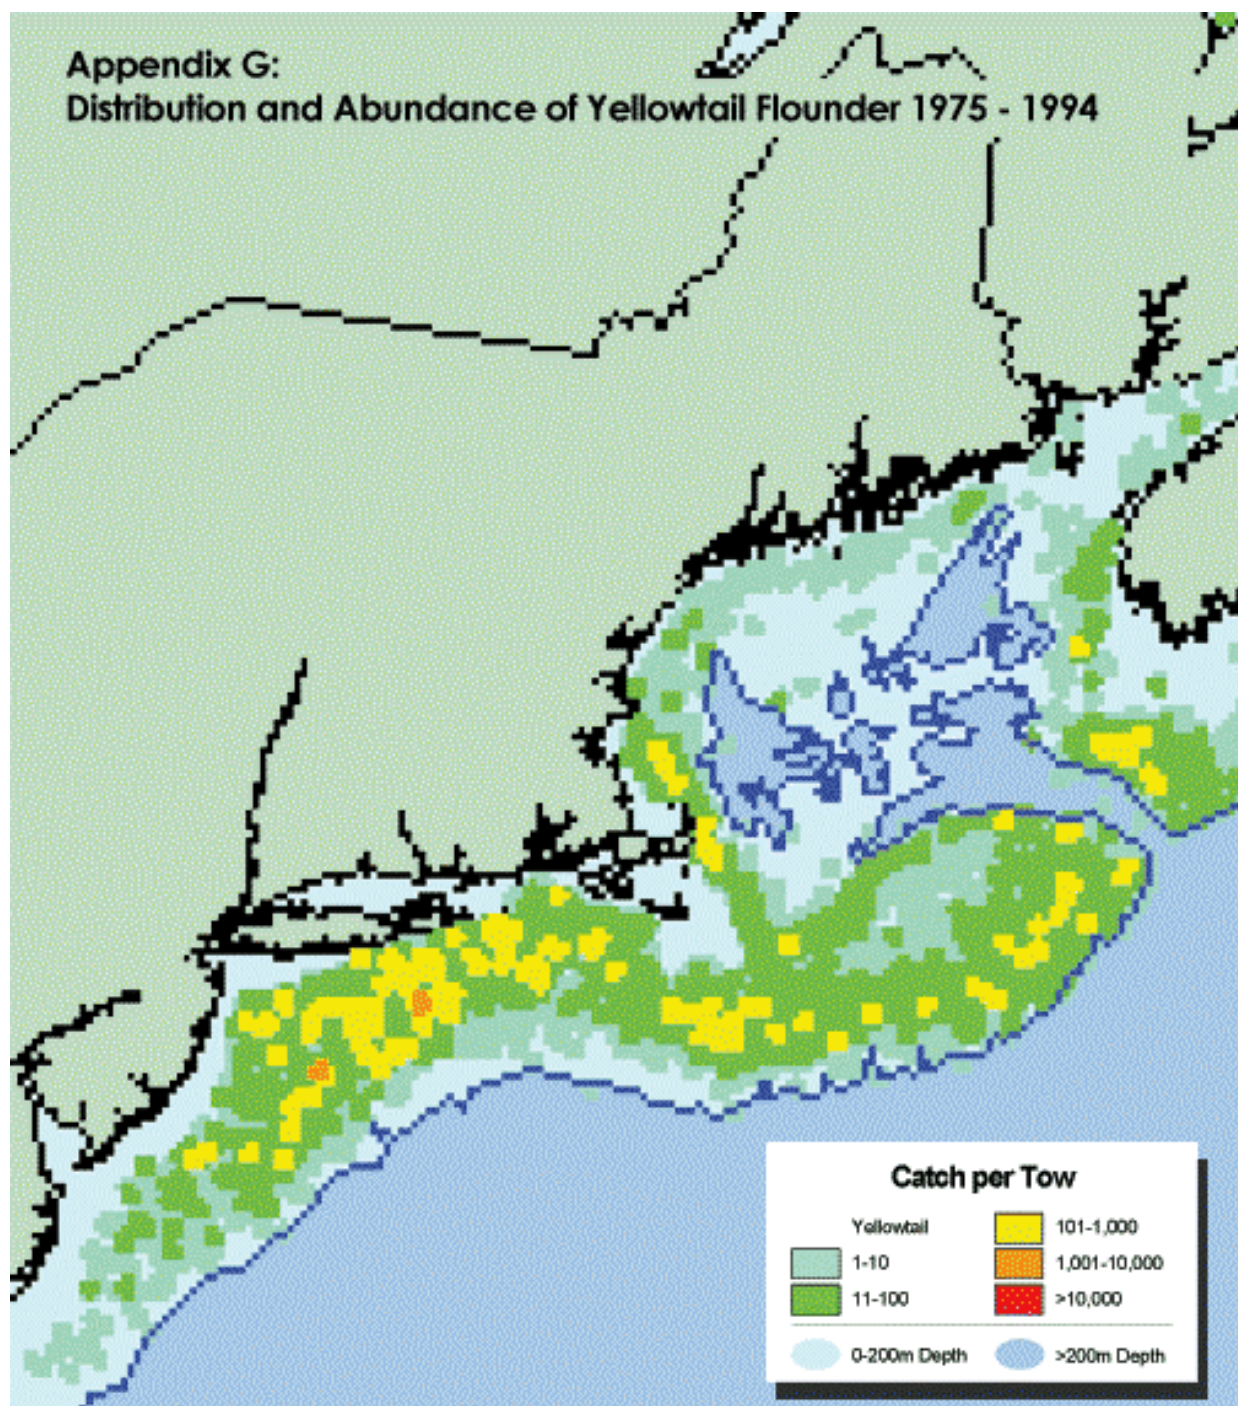 Appendix G:
Distribution and Abundance of Yellowtail Flounder 1975 - 1994
Catch per Tow
Yellowtail
1-10
11-100
101-1,000
1,001-10,000
>10,000
0-200m Depth
>200m Depth